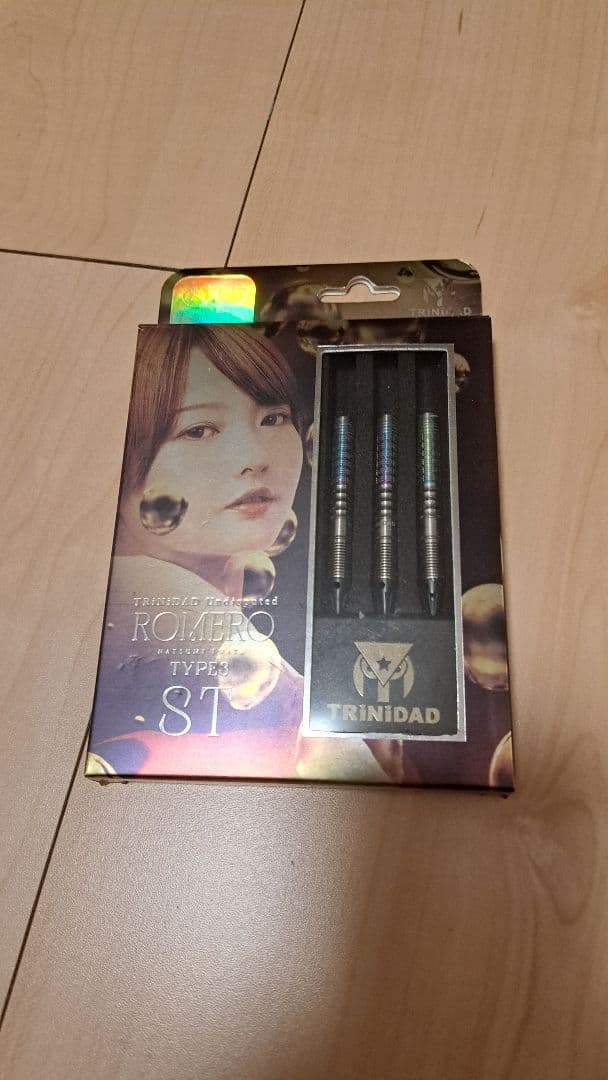 TRiNiDAD
TRiNiDAD Undisputed
ROMERO
TYPE3
ST
TRiNiDAD